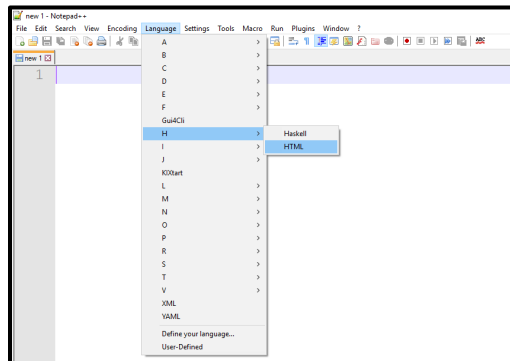 new 1 - Notepad++
File Edit Search View Encoding Language Settings Tools Macro Run Plugins Window ?
new 1
1
A
B
C
D
E
F
Gui4Cli
H
Haskell
HTML
I
J
KIXtart
L
M
N
O
P
R
S
T
V
XML
YAML
Define your language...
User-Defined
ABC